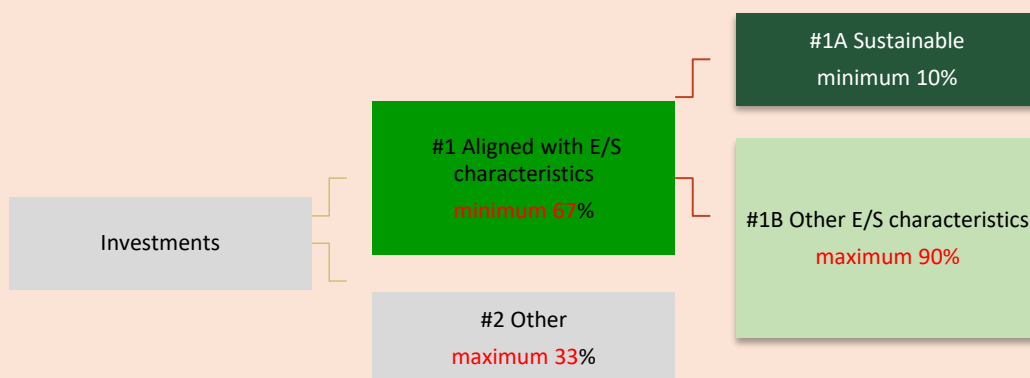 Investments
#1 Aligned with E/S
characteristics
minimum 67%
#2 Other
maximum 33%
#1A Sustainable
minimum 10%
#1B Other E/S characteristics
maximum 90%